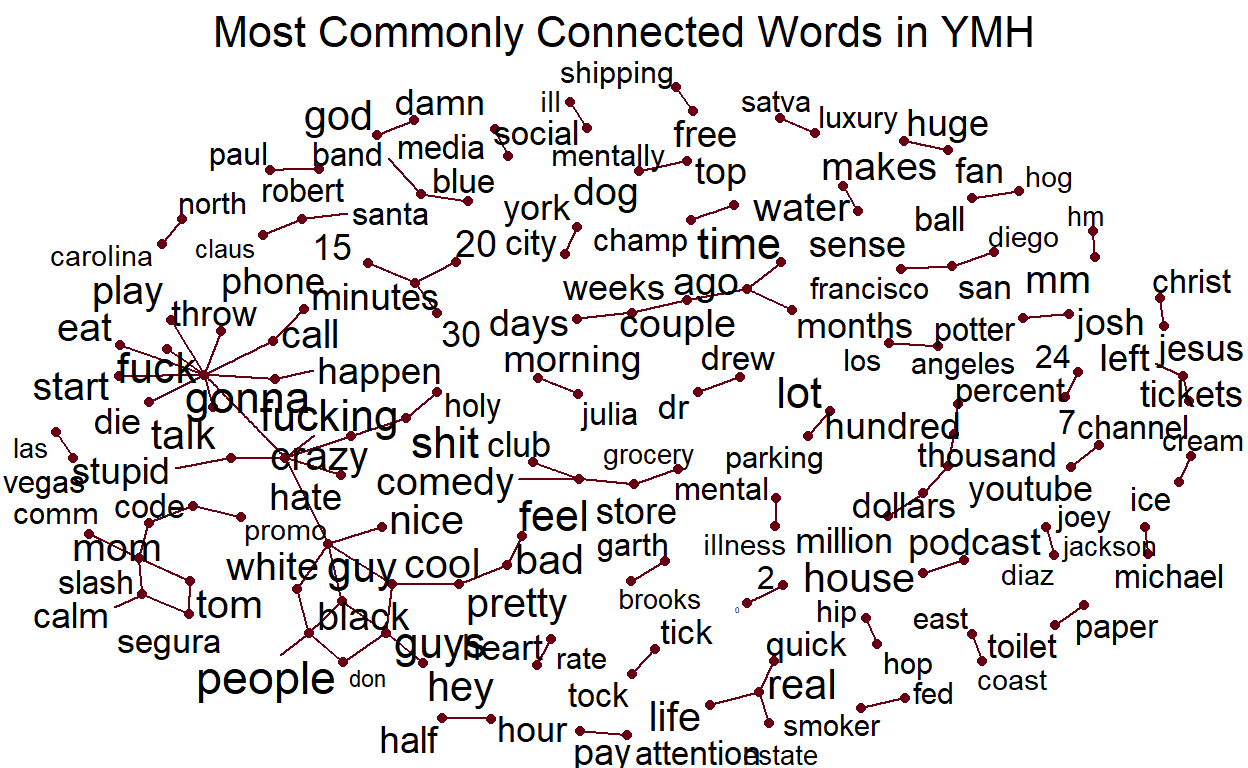 Most Commonly Connected Words in YMH
shipping
god damn
ill
social
free
satva
luxury huge
paul band media
mentally
top
makes fan hog
robert
blue
dog
north
santa
york
water
ball
hm
claus
15
20 city
champ time
sense
diego
carolina
phone
weeks ago
francisco san mm
christ
play
throw
minutes
30
days couple
months potter
josh
eat
call
morning drew
los angeles
24
left jesus
fuck
happen
percent
tickets
start
gonna
fucking
holy
julia
dr
lot
hundred
7 channel
die
talk
shit club
grocery
parking
thousand
cream
las
vegas
stupid
crazy
comedy
mental
youtube
ice
comm
code
hate
nice
feel store
dollars
joey
mom
promo
garth
illness million podcast jackson
slash
white guy cool bad
2
house
diaz
michael
calm
tom
black
pretty
brooks
0
hip
east
paper
segura
guys
heart
rate
tick
quick
hop
toilet
people don
hey
tock
real
fed
coast
half
hour
life
smoker
pay attention
estate